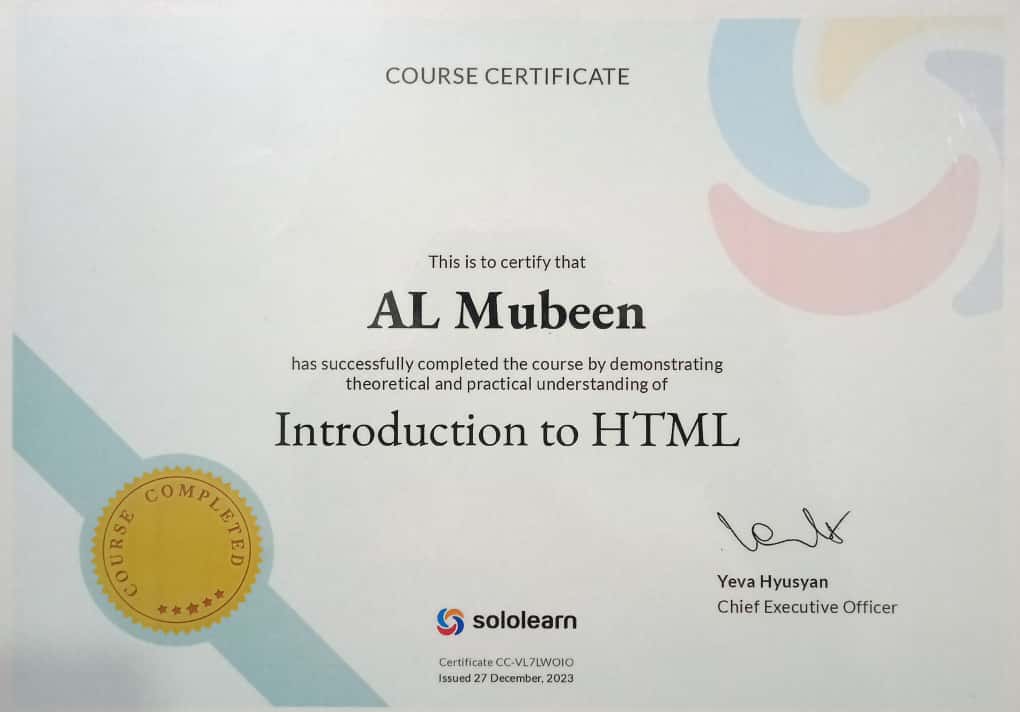 COURSE CERTIFICATE
This is to certify that
AL Mubeen
has successfully completed the course by demonstrating
theoretical and practical understanding of
Introduction to HTML
COURSE COMPLETED
Yeva Hyusyan
Chief Executive Officer
sololearn
Certificate CC-VL7LWOIO
Issued 27 December, 2023